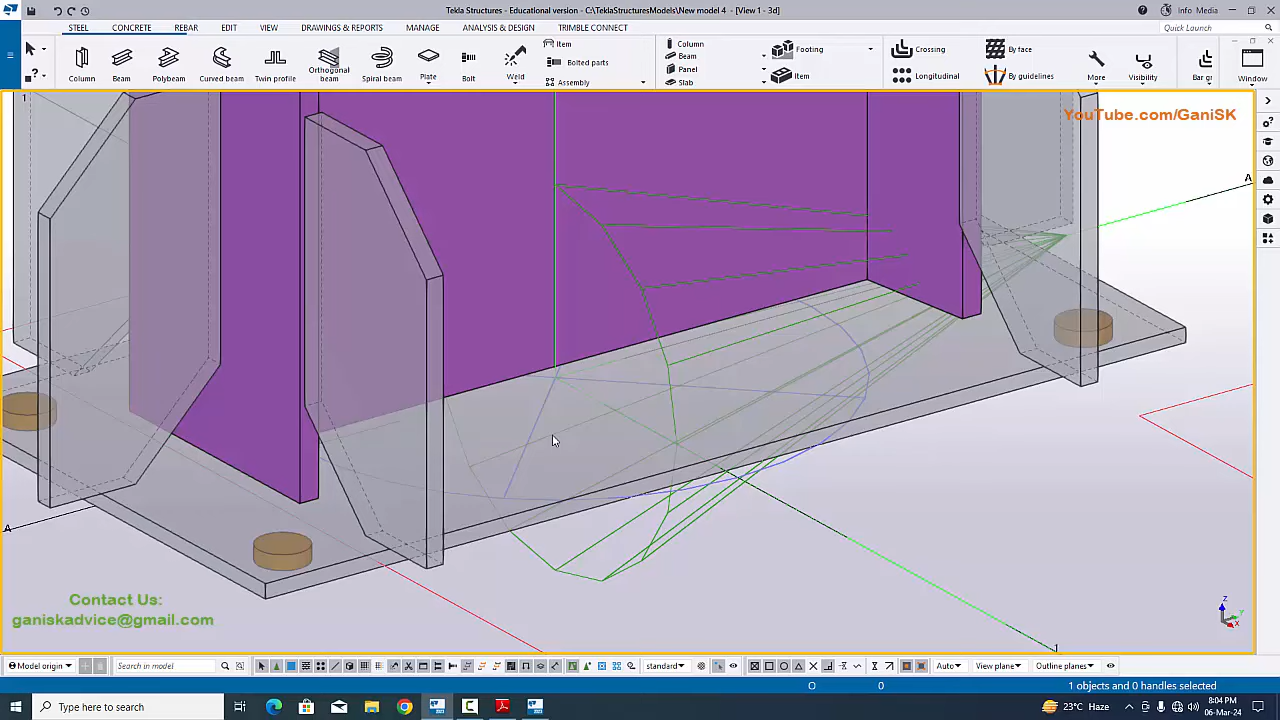 Tekla Structures - Educational version - C:\TeklaStructuresModels\New model 4 - [View 1 - 3d]
Info Media
STEEL CONCRETE REBAR EDIT VIEW DRAWINGS & REPORTS MANAGE ANALYSIS & DESIGN TRIMBLE CONNECT
Quick Launch
Column Beam Polybeam Curved beam Twin profile Orthogonal beam Spiral beam Plate Bolt Weld
Item
Bolted parts
Assembly
Column
Beam
Panel
Slab
Footing
Item
Crossing
Longitudinal
By face
By guidelines
More Visibility Bar gr Window
1
YouTube.com/GaniSK
A
A
Contact Us:
ganiskadvice@gmail.com
z
y
x
1
Model origin Search in model standard Auto View plane Outline planes
O 0 1 objects and 0 handles selected
Type here to search
23°C Haze
8:04 PM
06-Mar-24